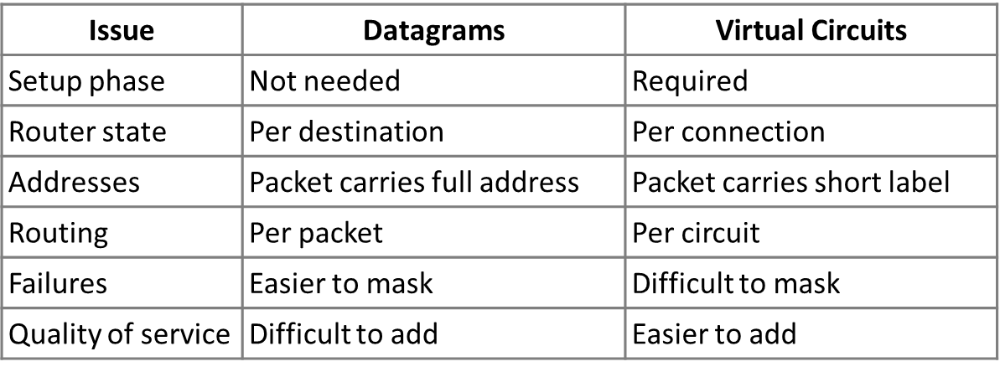 Issue Datagrams Virtual Circuits
Setup phase Not needed Required
Router state Per destination Per connection
Addresses Packet carries full address Packet carries short label
Routing Per packet Per circuit
Failures Easier to mask Difficult to mask
Quality of service Difficult to add Easier to add